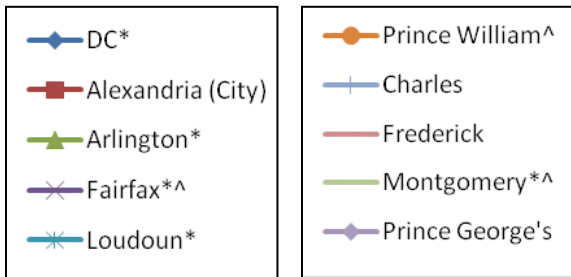 DC*
Alexandria (City)
Arlington*
Fairfax*^
Loudoun*
Prince William^
Charles
Frederick
Montgomery*^
Prince George's